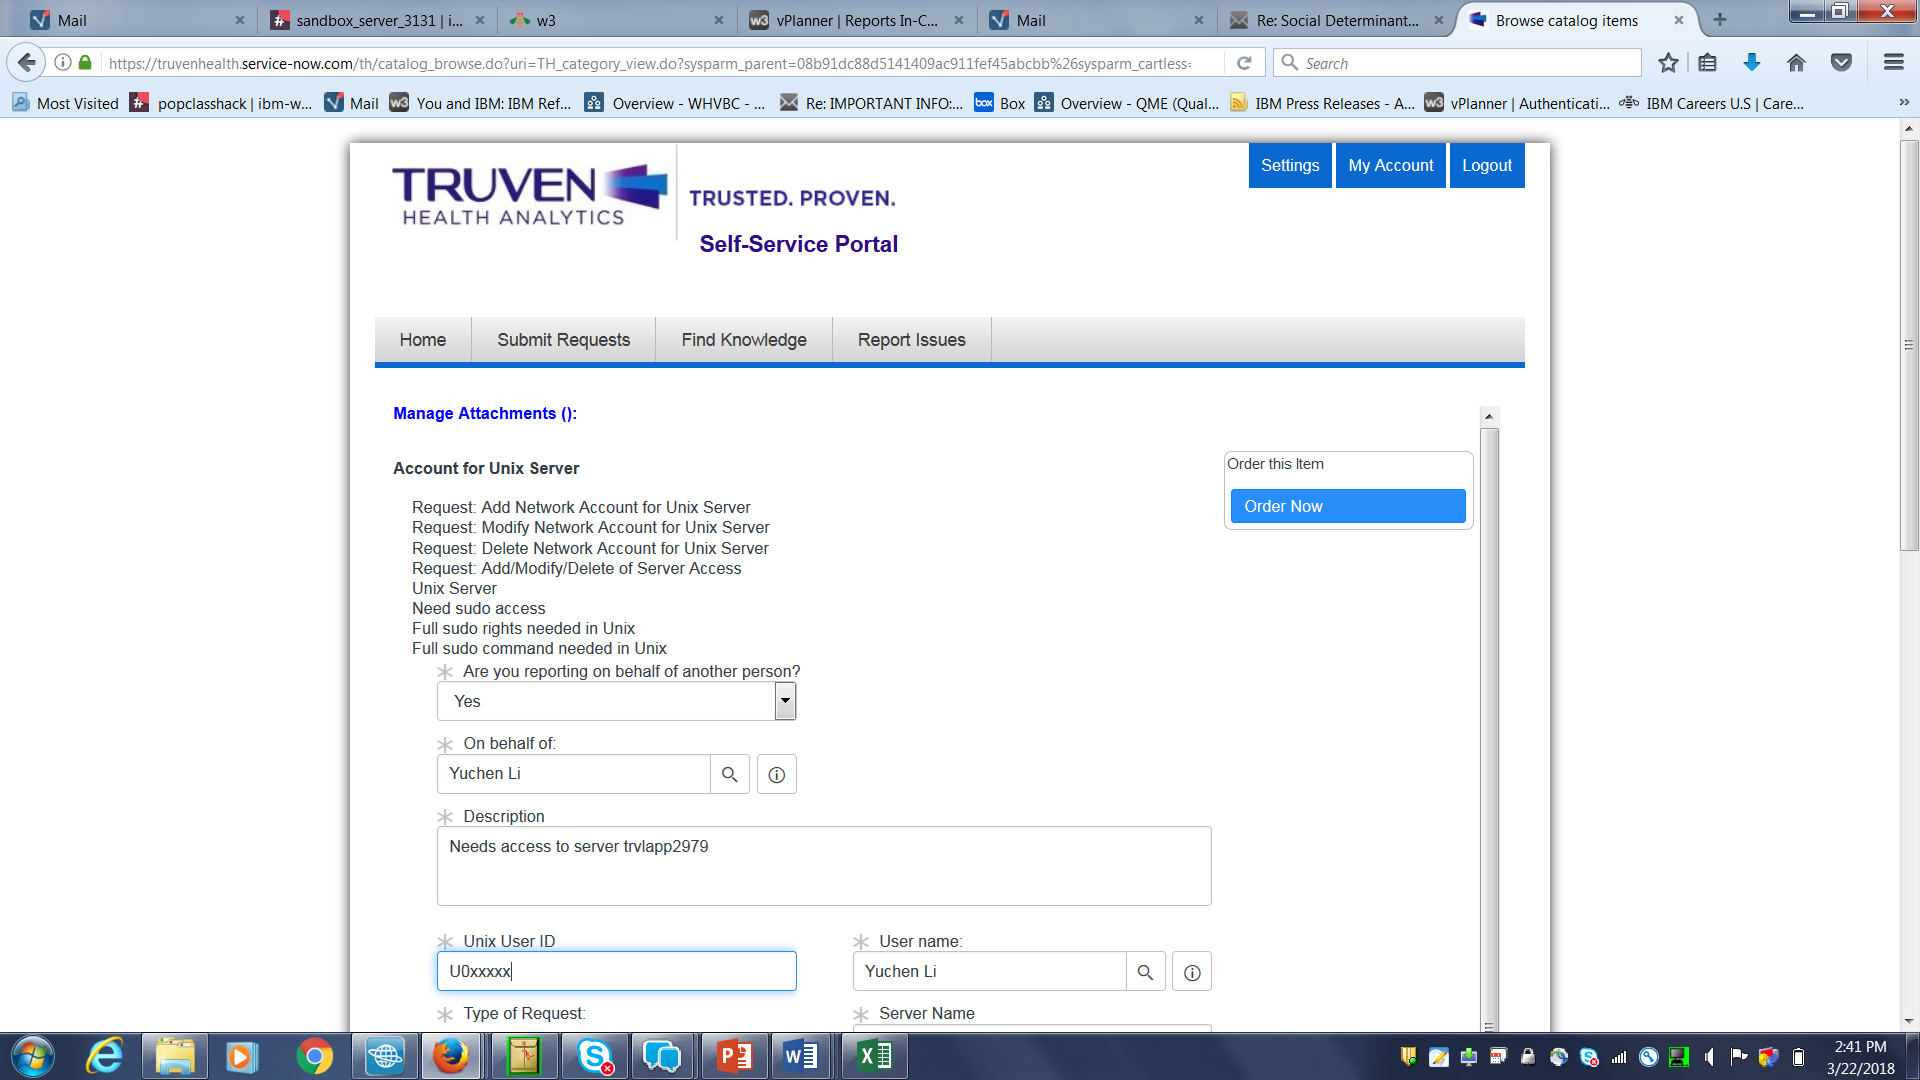 Mail
sandbox_server_3131 | i...
w3
vPlanner | Reports In-C...
Mail
Re: Social Determinant...
Browse catalog items
https://truvenhealth.service-now.com/th/catalog_browse.do?uri=TH_category_view.do?sysparm_parent=08b91dc88d5141409ac911fef45abcbb%26sysparm_cartless:
Search
Most Visited
popclasshack | ibm-w...
Mail
You and IBM: IBM Ref...
Overview - WHVBC - ...
Re: IMPORTANT INFO:...
Box
Overview - QME (Qual...
IBM Press Releases - A...
vPlanner | Authenticati...
IBM Careers U.S | Care...
TRUVEN
HEALTH ANALYTICS
TRUSTED. PROVEN.
Self-Service Portal
Settings
My Account
Logout
Home
Submit Requests
Find Knowledge
Report Issues
Manage Attachments ():
Account for Unix Server
Order this Item
Order Now
Request: Add Network Account for Unix Server
Request: Modify Network Account for Unix Server
Request: Delete Network Account for Unix Server
Request: Add/Modify/Delete of Server Access
Unix Server
Need sudo access
Full sudo rights needed in Unix
Full sudo command needed in Unix
Are you reporting on behalf of another person?
Yes
On behalf of:
Yuchen Li
Description
Needs access to server trvlapp2979
Unix User ID
User name:
U0xxxxx
Yuchen Li
Type of Request:
Server Name
2:41 PM
3/22/2018